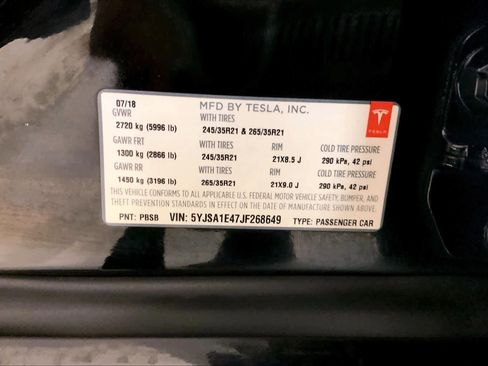 07/18 MFD BY TESLA, INC.
GVWR
2720 kg (5996 lb) 245/35R21 & 265/35R21
TESLA
GAWR FRT TIRES RIM COLD TIRE PRESSURE
1300 kg (2866 lb) 245/35R21 21X8.5 J 290 kPa, 42 psi
GAWR RR TIRES RIM COLD TIRE PRESSURE
1450 kg (3196 lb) 265/35R21 21X9.0 J 290 kPa, 42 psi
THIS VEHICLE CONFORMS TO ALL APPLICABLE U.S. FEDERAL MOTOR VEHICLE SAFETY, BUMPER, AND
THEFT PREVENTION STANDARDS IN EFFECT ON THE DATE OF MANUFACTURE SHOWN ABOVE.
PNT: PBSB VIN: 5YJSA1E47JF268649 TYPE: PASSENGER CAR